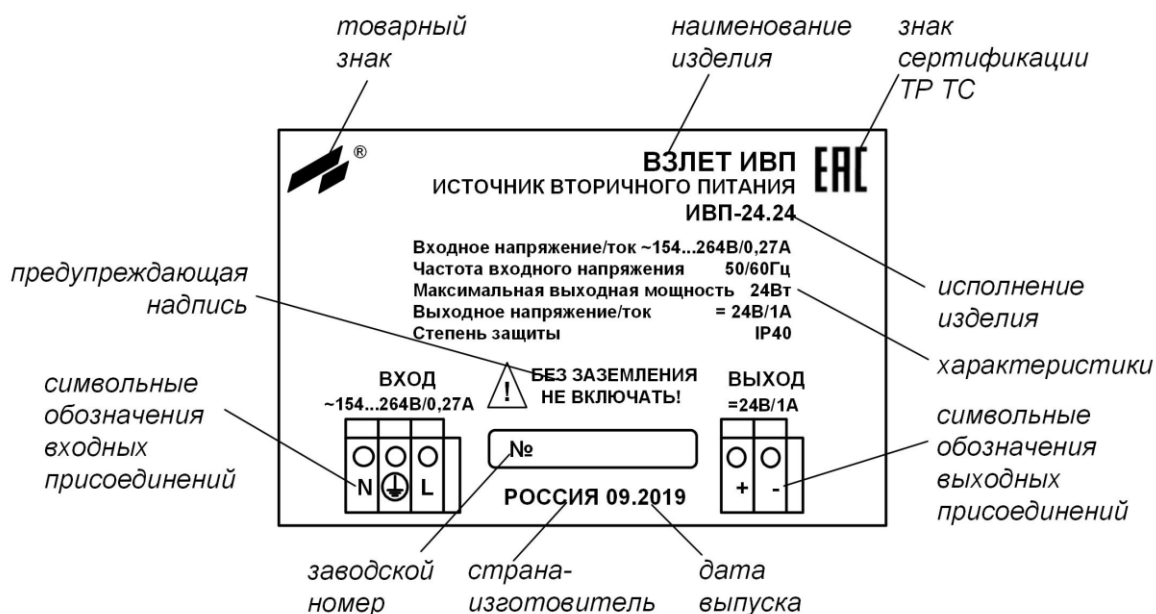 товарный
знак
наименование
изделия
знак
сертификации
ТР ТС
®
ВЗЛЕТ ИВП
ЕАС
ИСТОЧНИК ВТОРИЧНОГО ПИТАНИЯ
ИВП-24.24
Входное напряжение/ток ~154...264В/0,27А
Частота входного напряжения 50/60Гц
Максимальная выходная мощность 24Вт
Выходное напряжение/ток = 24В/1А
Степень защиты IP40
предупреждающая
надпись
исполнение
изделия
характеристики
символьные
обозначения
входных
присоединений
ВХОД
~154...264В/0,27А
!
БЕЗ ЗАЗЕМЛЕНИЯ
НЕ ВКЛЮЧАТЬ!
ВЫХОД
=24В/1А
символьные
обозначения
выходных
присоединений
№
N L
+ -
РОССИЯ 09.2019
заводской
номер
страна-
изготовитель
дата
выпуска